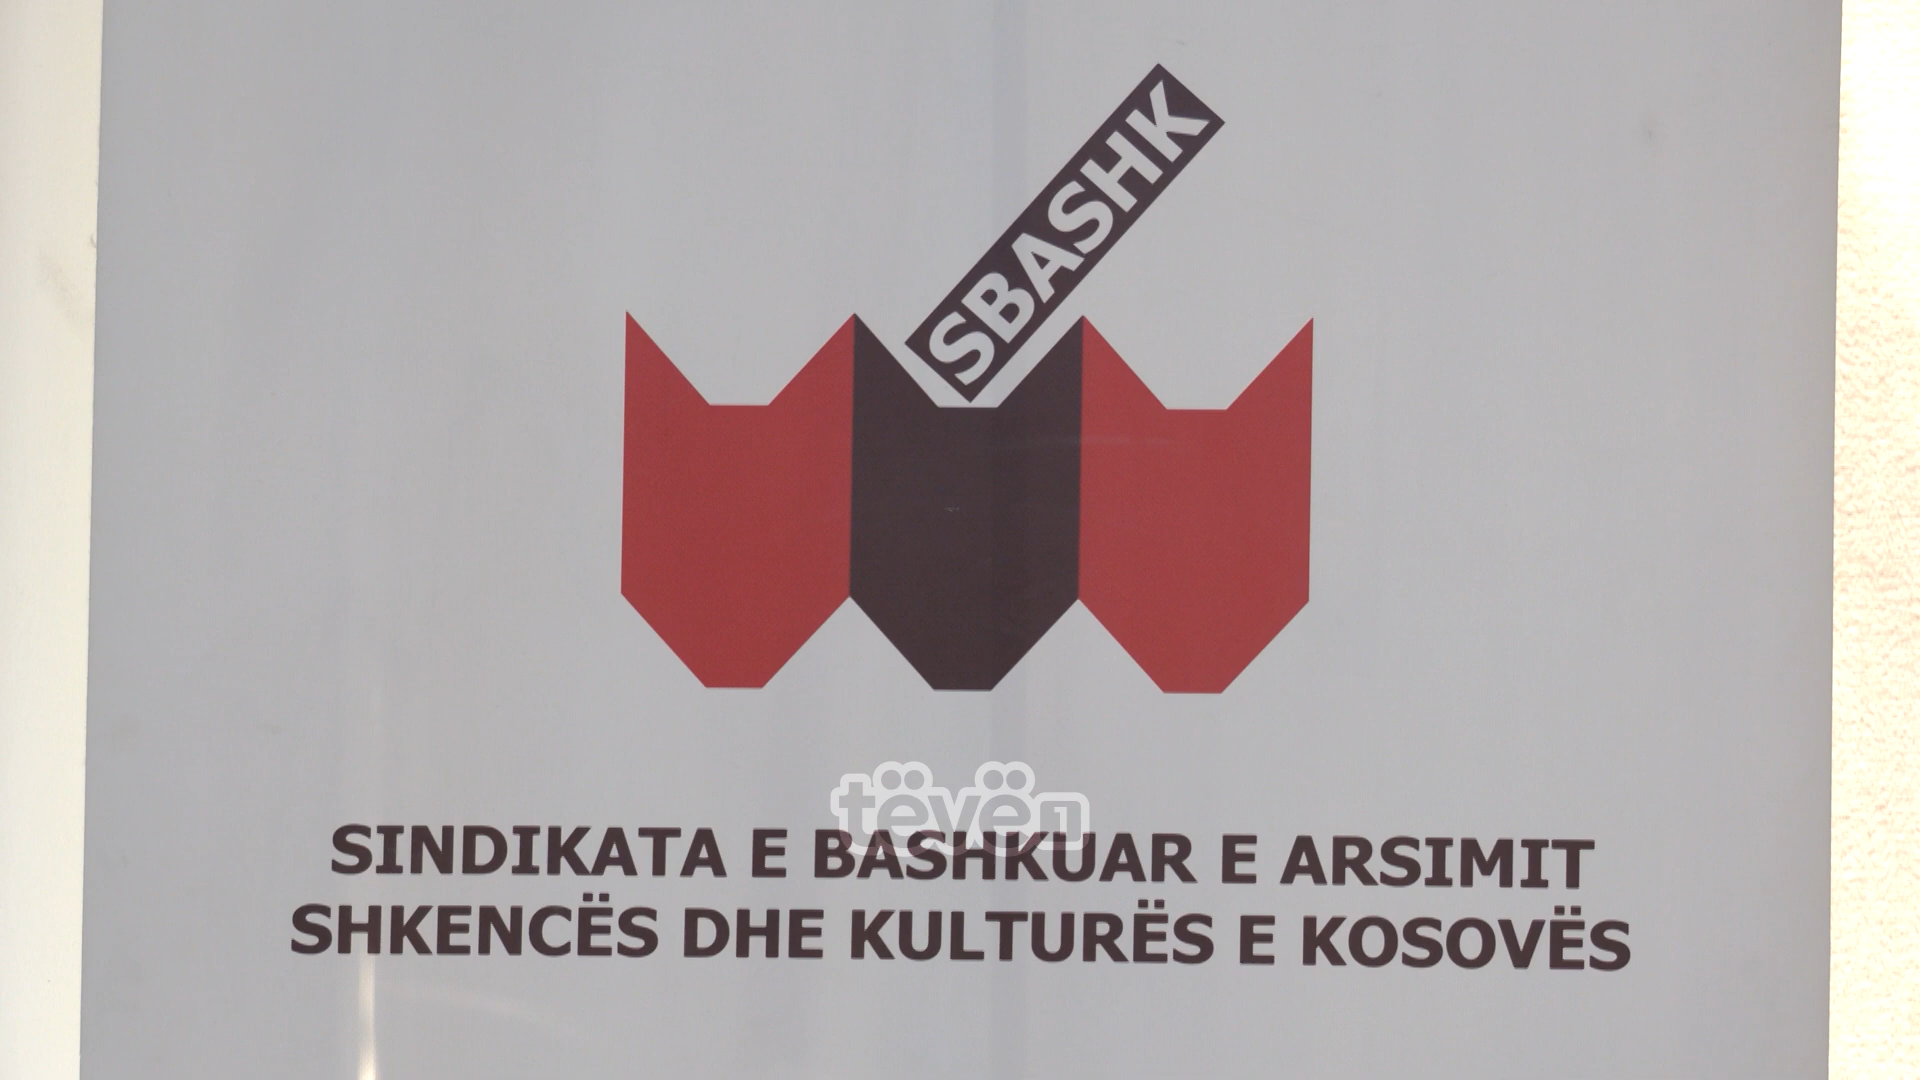 SBASHK
tëvë1
SINDIKATA E BASHKUAR E ARSIMIT
SHKENCËS DHE KULTURËS E KOSOVËS